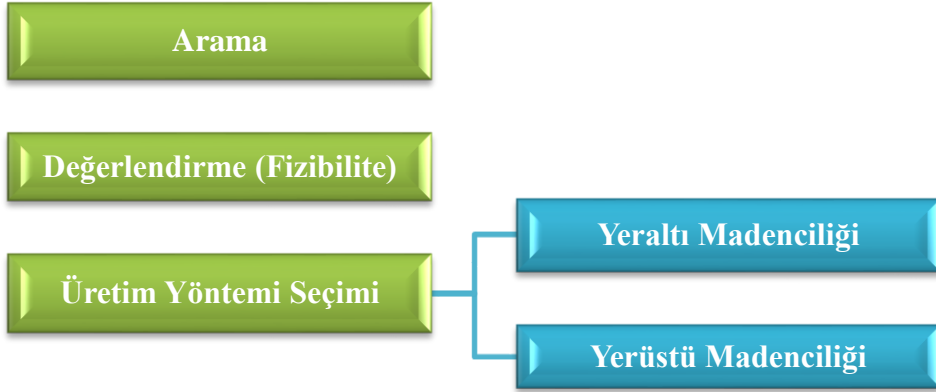 Arama
Değerlendirme (Fizibilite)
Üretim Yöntemi Seçimi
Yeraltı Madenciliği
Yerüstü Madenciliği